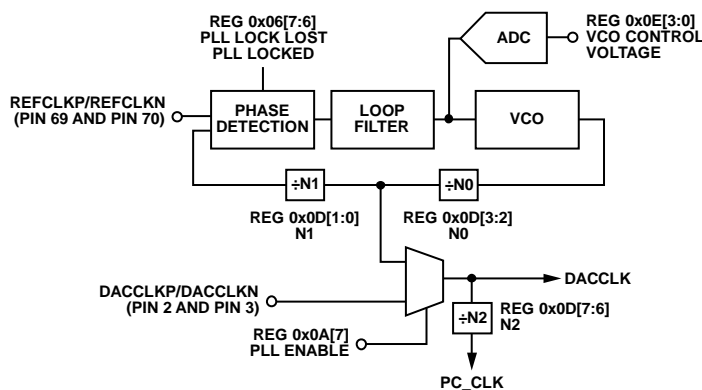 REG 0x06[7:6]
PLL LOCK LOST
PLL LOCKED
ADC
REG 0x0E[3:0]
VCO CONTROL
VOLTAGE
REFCLKP/REFCLKN
(PIN 69 AND PIN 70)
PHASE
DETECTION
LOOP
FILTER
VCO
÷N1
÷N0
REG 0x0D[1:0]
N1
REG 0x0D[3:2]
N0
DACCLKP/DACCLKN
(PIN 2 AND PIN 3)
DACCLK
REG 0x0A[7]
PLL ENABLE
÷N2
REG 0x0D[7:6]
N2
PC_CLK